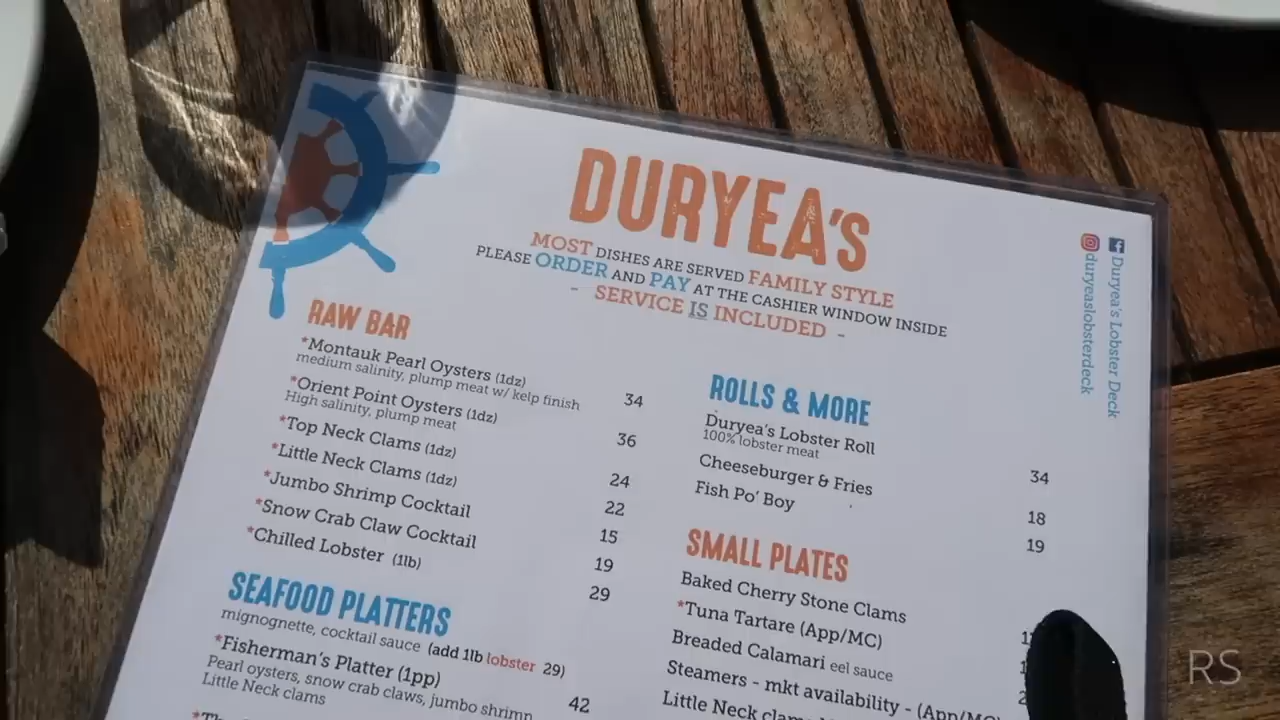 DURYEA'S
MOST DISHES ARE SERVED FAMILY STYLE
PLEASE ORDER AND PAY AT THE CASHIER WINDOW INSIDE
- SERVICE IS INCLUDED -
Duryea's Lobster Deck
duryeaslobsterdeck
RAW BAR
*Montauk Pearl Oysters (1dz)
medium salinity, plump meat w/ kelp finish 34
*Orient Point Oysters (1dz)
High salinity, plump meat 36
*Top Neck Clams (1dz) 24
*Little Neck Clams (1dz) 22
*Jumbo Shrimp Cocktail 15
*Snow Crab Claw Cocktail 19
*Chilled Lobster (1lb) 29
SEAFOOD PLATTERS
mignognette, cocktail sauce (add 1lb lobster 29)
*Fisherman's Platter (1pp) 42
Pearl oysters, snow crab claws, jumbo shrimp
Little Neck clams
ROLLS & MORE
Duryea's Lobster Roll 34
100% lobster meat
Cheeseburger & Fries 18
Fish Po' Boy 19
SMALL PLATES
Baked Cherry Stone Clams
*Tuna Tartare (App/MC)
Breaded Calamari eel sauce
Steamers - mkt availability - (App/MC)
Little Neck
RS